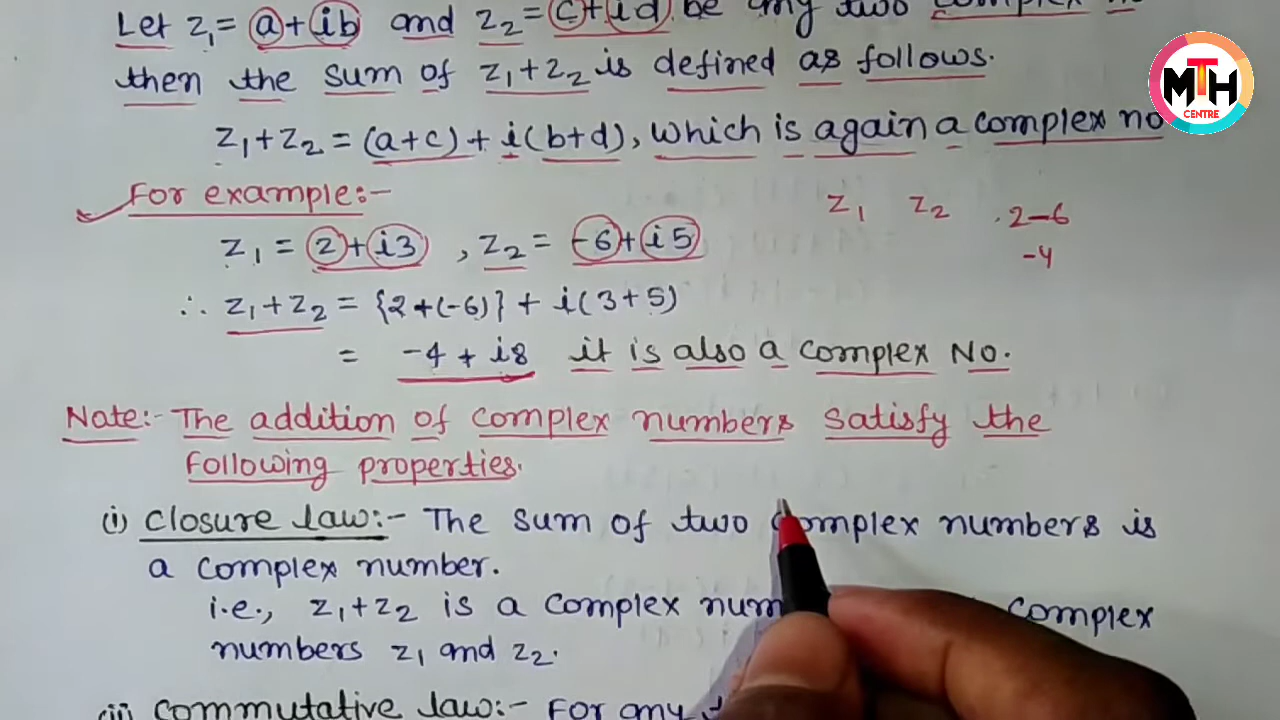 Let z₁ = a+ib and z₂ = c+id be any two complex no
then the sum of z₁+z₂ is defined as follows.
z₁+z₂ = (a+c) + i(b+d), which is again a complex no
For example:-
z₁ z₂ 2-6
-4
z₁ = 2+i3 , z₂ = -6+i5
∴ z₁+z₂ = {2+(-6)} + i(3+5)
= -4 + i8 it is also a complex No.
Note:- The addition of complex numbers satisfy the
following properties.
(i) closure law:- The sum of two complex numbers is
a complex number.
i.e., z₁+z₂ is a complex num complex
numbers z₁ and z₂.
(ii) commutative law:- For any
MTH
CENTRE